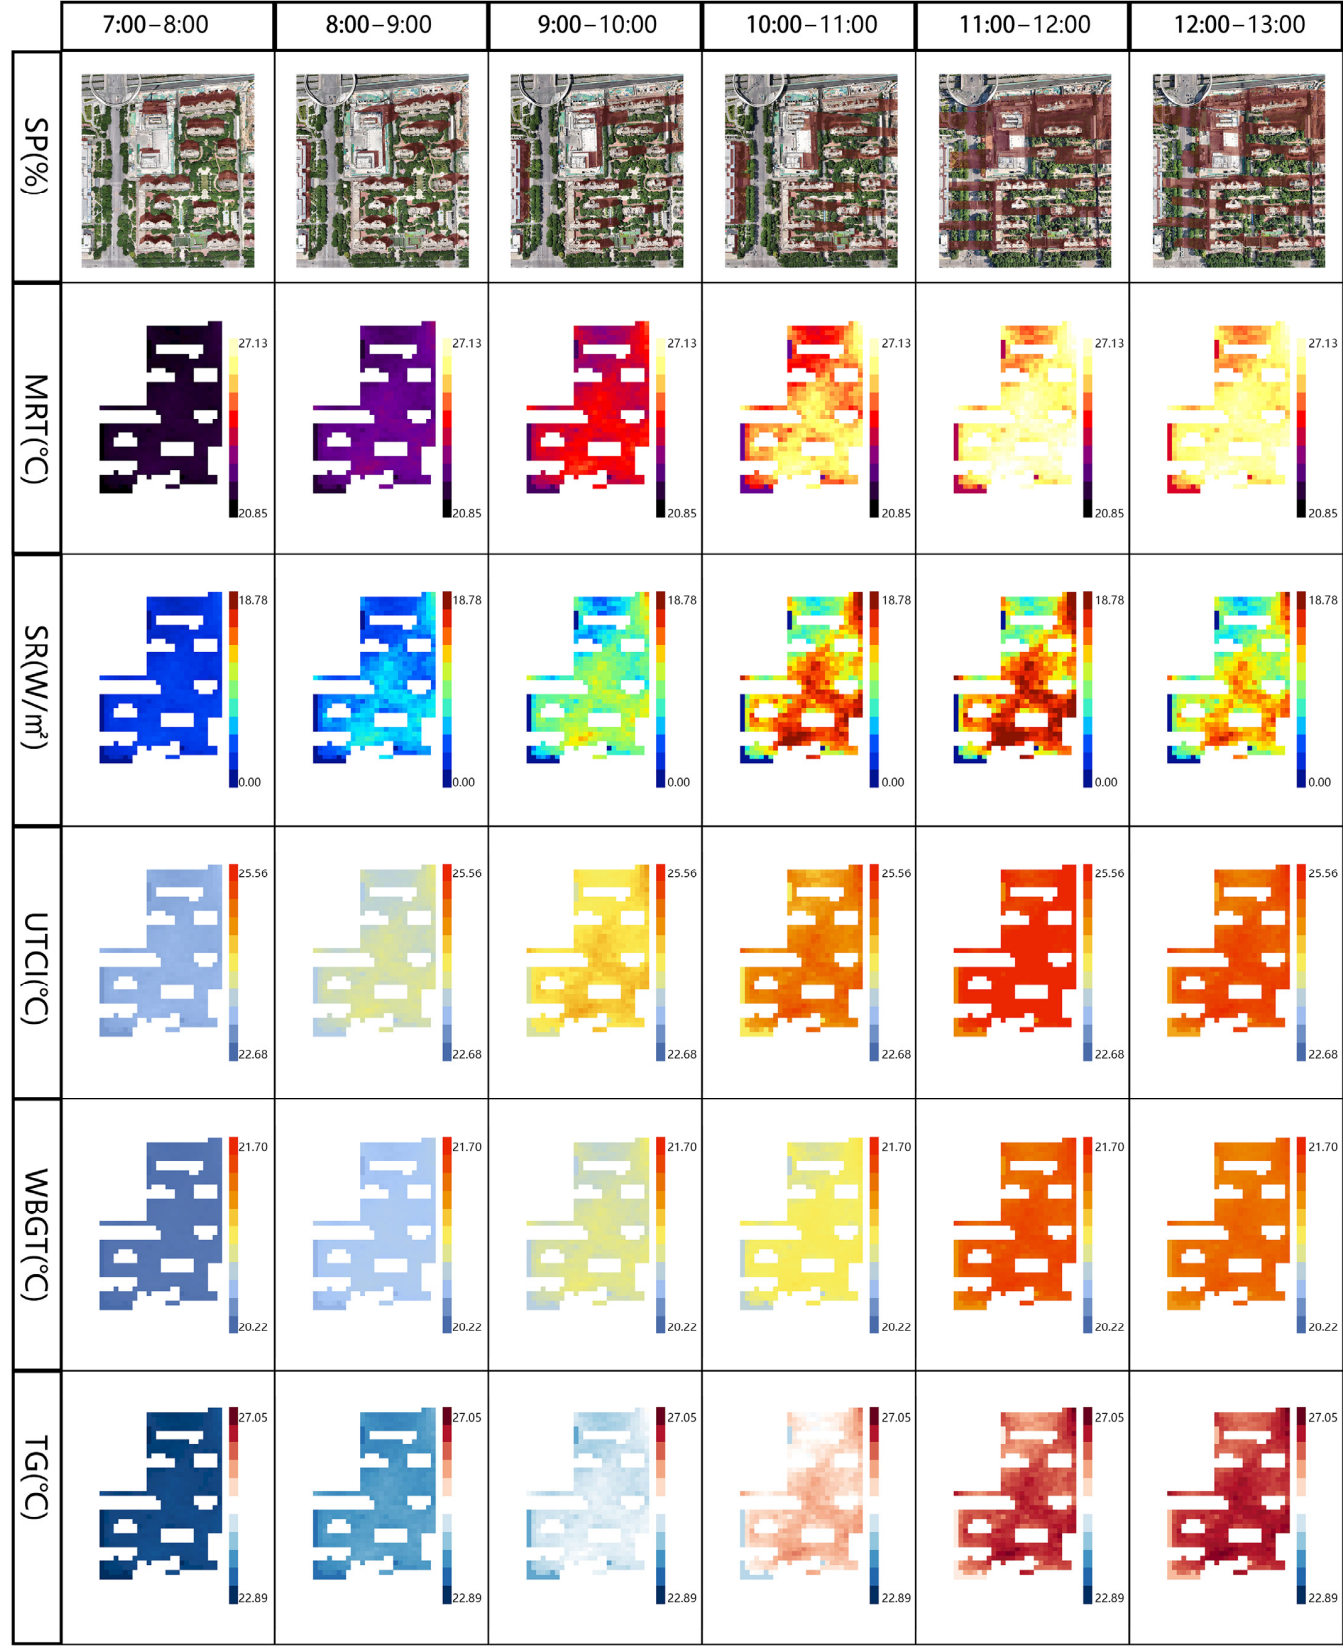 7:00–8:00 8:00–9:00 9:00–10:00 10:00–11:00 11:00–12:00 12:00–13:00
SP(%)
MRT(°C)
27.13 27.13 27.13 27.13 27.13 27.13
20.85 20.85 20.85 20.85 20.85 20.85
SR(W/㎡)
18.78 18.78 18.78 18.78 18.78 18.78
0.00 0.00 0.00 0.00 0.00 0.00
UTCI(°C)
25.56 25.56 25.56 25.56 25.56 25.56
22.68 22.68 22.68 22.68 22.68 22.68
WBGT(°C)
21.70 21.70 21.70 21.70 21.70 21.70
20.22 20.22 20.22 20.22 20.22 20.22
TG(°C)
27.05 27.05 27.05 27.05 27.05 27.05
22.89 22.89 22.89 22.89 22.89 22.89